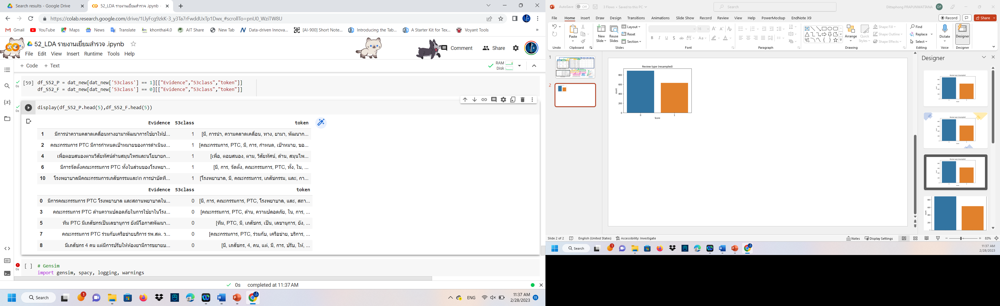 Search results - Google Drive
52_LDA รายงานเยี่ยมสำรวจ .ipynb -
https://colab.research.google.com/drive/1LlyFcg9zkK-3_y3Ta7rFwddUxTp1Dwx_#scrollTo=pnU0_WziTW8U
Gmail YouTube Maps News Translate khonthai4.0 AIT Share New Tab Data-driven Innova... [AI-900] Short Note... Introducing the Tab... A Starter Kit for Tex... Voyant Tools »
52_LDA รายงานเยี่ยมสำรวจ .ipynb
Comment Share
File Edit View Insert Runtime Tools Help
+ Code + Text
RAM
Disk
[59] df_S52_P = dat_new[dat_new['53class'] == 1][["Evidence","53class","token"]]
0s
df_S52_F = dat_new[dat_new['53class'] == 0][["Evidence","53class","token"]]
display(df_S52_P.head(5),df_S52_F.head(5))
0s
Evidence 53class token
1 มีการนำความคลาดเคลื่อนทางยามาพัฒนาการใช้ยาให้ป... 1 [มี, การนำ, ความคลาดเคลื่อน, ทาง, ยามา, พัฒนาก...
2 คณะกรรมการ PTC มีการกำหนดเป้าหมายของการดำเนินง... 1 [คณะกรรมการ, PTC, มี, การ, กำหนด, เป้าหมาย, ขอ...
4 เพื่อตอบสนองตามวิสัยทัศน์ด้านสมุนไพรและนโยบายก... 1 [เพื่อ, ตอบสนอง, ตาม, วิสัยทัศน์, ด้าน, สมุนไพ...
6 มีการจัดตั้งคณะกรรมการ PTC ทั้งในส่วนของโรงพยา... 1 [มี, การ, จัดตั้ง, คณะกรรมการ, PTC, ทั้ง, ใน, ...
10 โรงพยาบาลมีคณะกรรมการเภสัชกรรมและ\n การบำบัดที... 1 [โรงพยาบาล, มี, คณะกรรมการ, เภสัชกรรม, และ, กา...
Evidence 53class token
0 มีการคณะกรรมการ PTC โรงพยาบาล และสถานพยาบาลใน... 0 [มี, การ, คณะกรรมการ, PTC, โรงพยาบาล, และ, สถา...
3 คณะกรรมการ PTC ด้านความปลอดภัยในการใช้ยาในโรง... 0 [คณะกรรมการ, PTC, ด้าน, ความปลอดภัย, ใน, การ, ...
5 ทีม PTC มีเภสัชกรเป็นเลขานุการ ยังมีโอกาสพัฒนา... 0 [ทีม, PTC, มี, เภสัชกร, เป็น, เลขานุการ, ยัง, ...
7 คณะกรรมการ PTC ร่วมกับเครือข่ายบริการ รพ.สต. ว... 0 [คณะกรรมการ, PTC, ร่วมกับ, เครือข่าย, บริการ, ...
8 มีเภสัชกร 4 คน แต่มีการปรับให้ห้องยามีการขยายบ... 0 [มี, เภสัชกร, 4, คน, แต่, มี, การ, ปรับ, ให้, ...
[ ] # Gensim
0s
import gensim, spacy, logging, warnings
0s completed at 11:37 AM
Search
1
ENG
11:37 AM
2/28/2023
11
AutoSave Off 3 Flows • Saved to this PC
Search
Dittaphong PRAPUNWATTANA DP
File Home Insert Draw Design Transitions Animations Slide Show Record Review View Help PowerMockup EndNote X9
Record Share
Paste
New Slide
Reuse Slides
Layout
Reset
Section
16
B I U S ab AV Aa A
Arrange
Quick Styles
Shape Fill
Shape Outline
Shape Effects
Find
Replace
Select
Dictate
Designer
Undo Clipboard Slides Font Paragraph Drawing Editing Voice Designer
1
2
Review type (resampled)
800
600
400
200
0
count
0 1
Score
Designer
Review type (resampled)
Review type (resampled)
Review type (resampled)
800
600
400
200
count
Slide 2 of 2 English (United States) Accessibility: Investigate Notes Display Settings 83%
Search
1
11:37 AM
2/28/2023